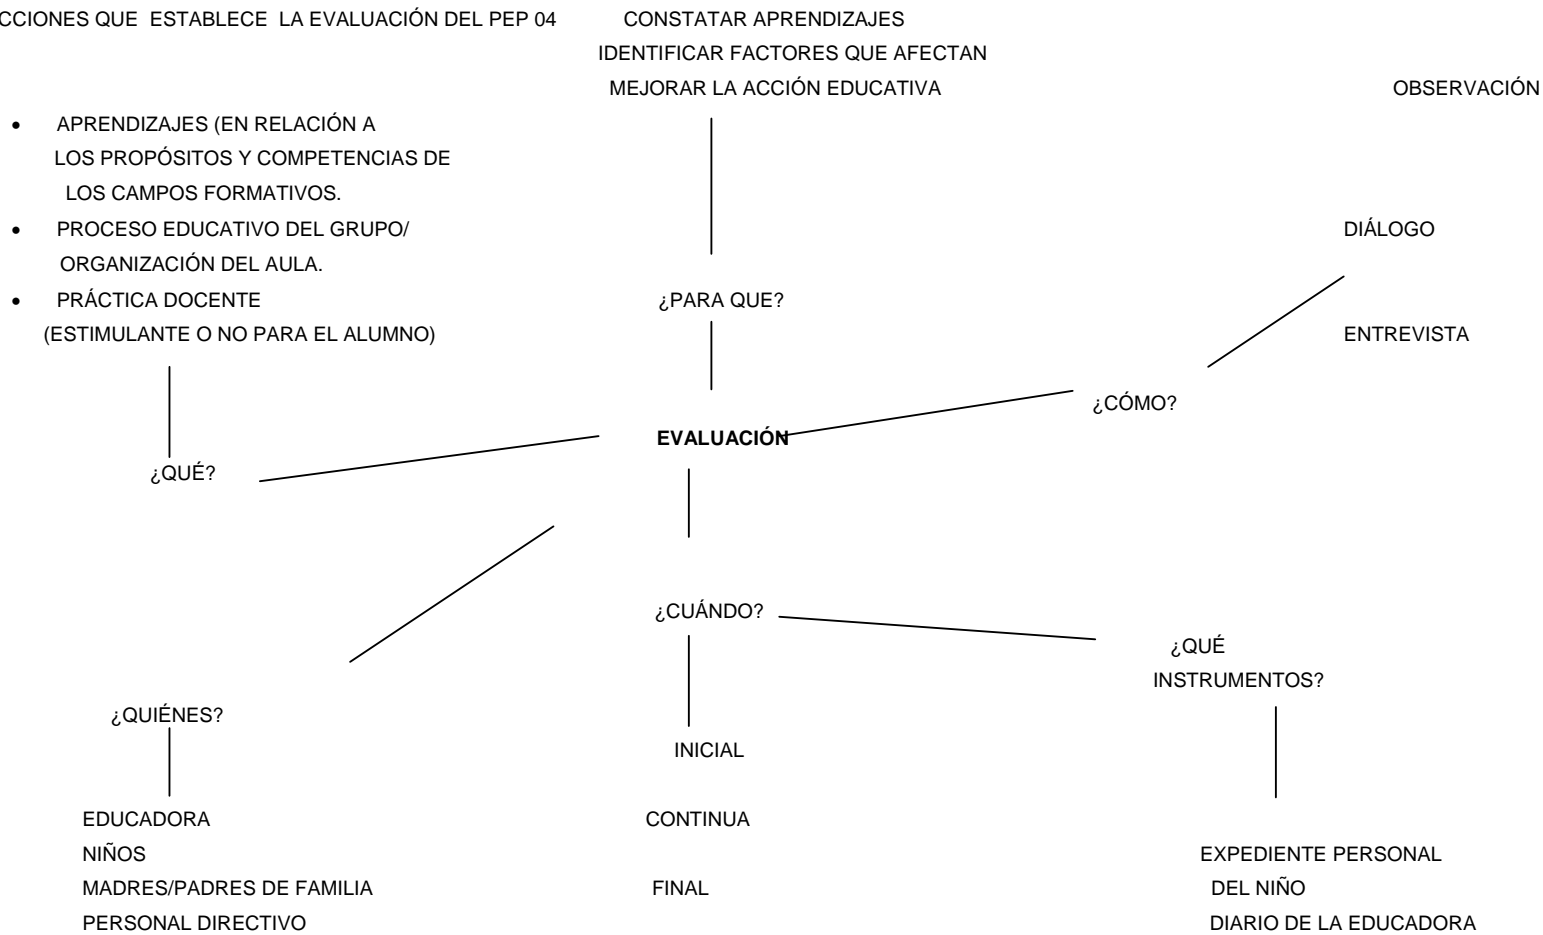 CCIONES QUE ESTABLECE LA EVALUACIÓN DEL PEP 04
CONSTATAR APRENDIZAJES
IDENTIFICAR FACTORES QUE AFECTAN
MEJORAR LA ACCIÓN EDUCATIVA
OBSERVACIÓN
• APRENDIZAJES (EN RELACIÓN A
LOS PROPÓSITOS Y COMPETENCIAS DE
LOS CAMPOS FORMATIVOS.
• PROCESO EDUCATIVO DEL GRUPO/
ORGANIZACIÓN DEL AULA.
• PRÁCTICA DOCENTE
(ESTIMULANTE O NO PARA EL ALUMNO)
DIÁLOGO
¿PARA QUE?
ENTREVISTA
¿CÓMO?
EVALUACIÓN
¿QUÉ?
¿CUÁNDO?
¿QUÉ
INSTRUMENTOS?
¿QUIÉNES?
INICIAL
CONTINUA
FINAL
EDUCADORA
NIÑOS
MADRES/PADRES DE FAMILIA
PERSONAL DIRECTIVO
EXPEDIENTE PERSONAL
DEL NIÑO
DIARIO DE LA EDUCADORA